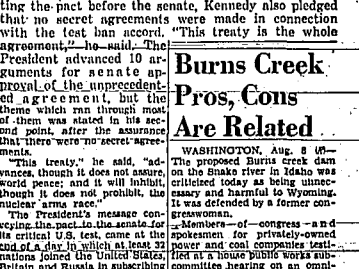 ting the pact before the senate, Kennedy also pledged
that no secret agreements were made in connection
with the test ban accord. "This treaty is the whole
agreement," he said. The
President advanced 10 ar-
guments for senate ap-
proval of the unprecedent-
ed agreement, but the
theme which ran through most
of them was stated in his sec-
ond point, after the assurance
that there were no secret agree-
ments.
"This treaty," he said, "ad-
vances, though it does not assure,
world peace; and it will inhibit,
though it does not prohibit, the
nuclear arms race."
The President's message con-
veying the pact to the senate for
its critical U.S. test, came at the
end of a day in which at least 32
nations joined the United States,
Britain and Russia in subscribing
Burns Creek
Pros, Cons
Are Related
WASHINGTON, Aug. 8 (AP)—
The proposed Burns creek dam
on the Snake river in Idaho was
criticized today as being unnec-
essary and harmful to Wyoming.
It was defended by a former con-
gresswoman.
Members of congress and
spokesmen for privately-owned
power and coal companies testi-
fied at a house public works sub-
committee hearing on an omni-